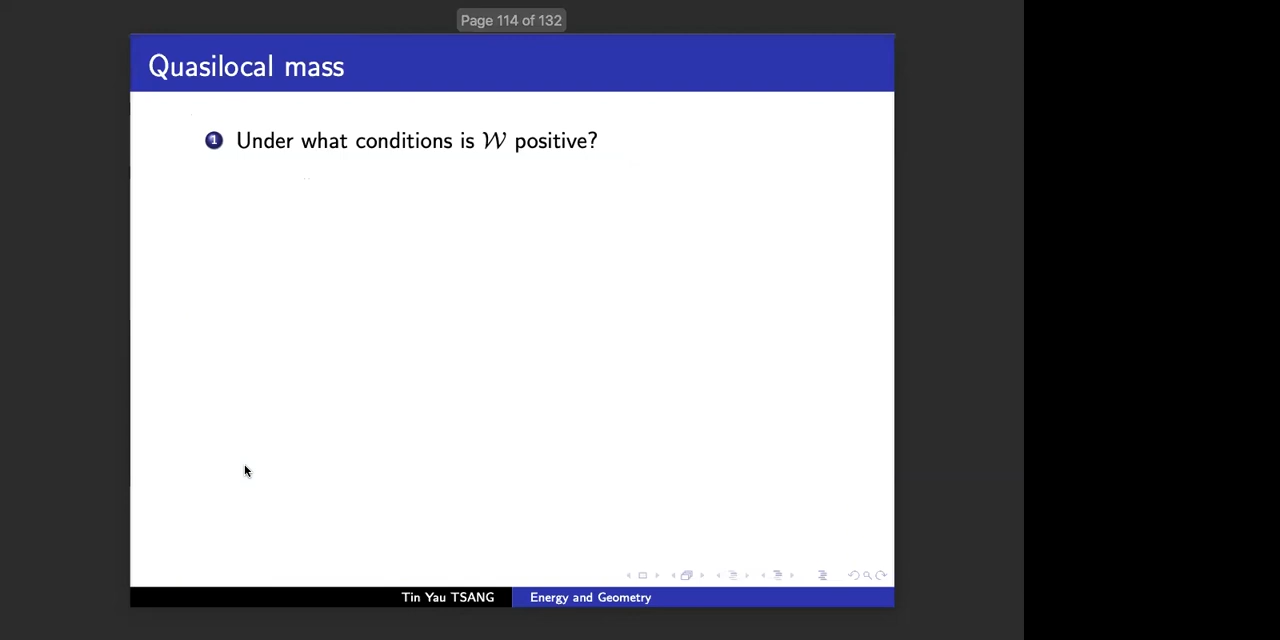 Page 114 of 132
Quasilocal mass
1 Under what conditions is 𝒲 positive?
Tin Yau TSANG
Energy and Geometry